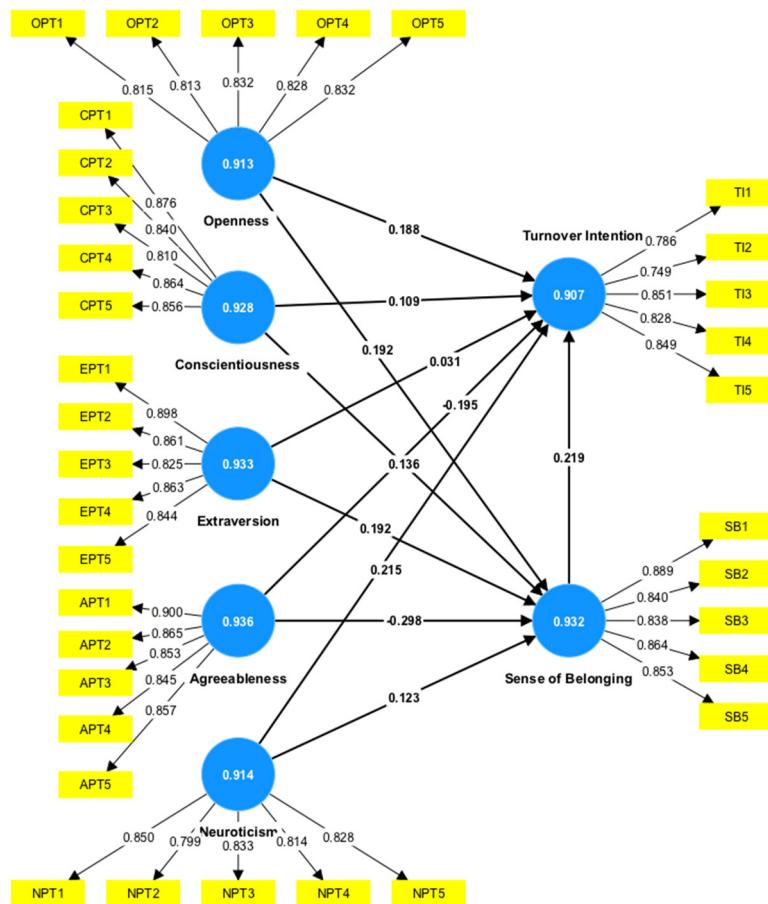 OPT1 OPT2 OPT3 OPT4 OPT5
0.815 0.813 0.832 0.828 0.832
0.913
Openness
CPT1
CPT2
CPT3
CPT4
CPT5
0.876
0.840
0.810
0.864
0.856
0.928
Conscientiousness
EPT1
EPT2
EPT3
EPT4
EPT5
0.898
0.861
0.825
0.863
0.844
0.933
Extraversion
APT1
APT2
APT3
APT4
APT5
0.900
0.865
0.853
0.845
0.857
0.936
Agreeableness
0.914
Neuroticism
0.850 0.799 0.833 0.814 0.828
NPT1 NPT2 NPT3 NPT4 NPT5
0.188
0.109
0.192
0.031
-0.195
0.136
0.192
0.215
-0.298
0.123
0.219
Turnover Intention
0.907
0.786
0.749
0.851
0.828
0.849
TI1
TI2
TI3
TI4
TI5
0.932
Sense of Belonging
0.889
0.840
0.838
0.864
0.853
SB1
SB2
SB3
SB4
SB5